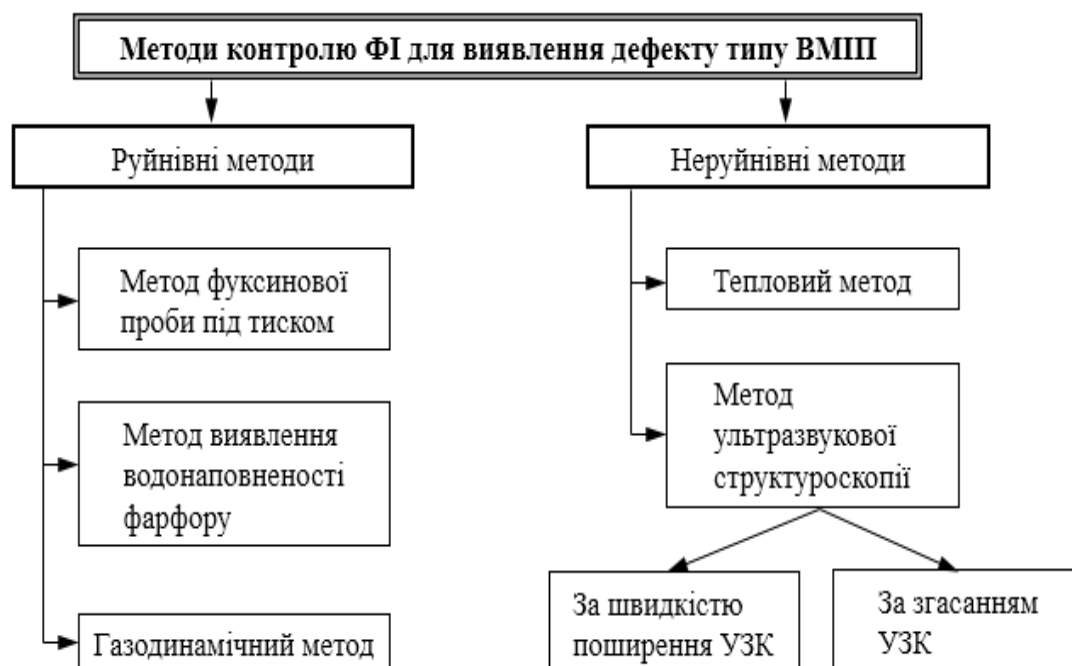 Методи контролю ФІ для виявлення дефекту типу ВМІП
Руйнівні методи
Метод фуксинової
проби під тиском
Метод виявлення
водонаповненості
фарфору
Газодинамічний метод
Неруйнівні методи
Тепловий метод
Метод
ультразвукової
структуроскопії
За швидкістю
поширення УЗК
За згасанням
УЗК